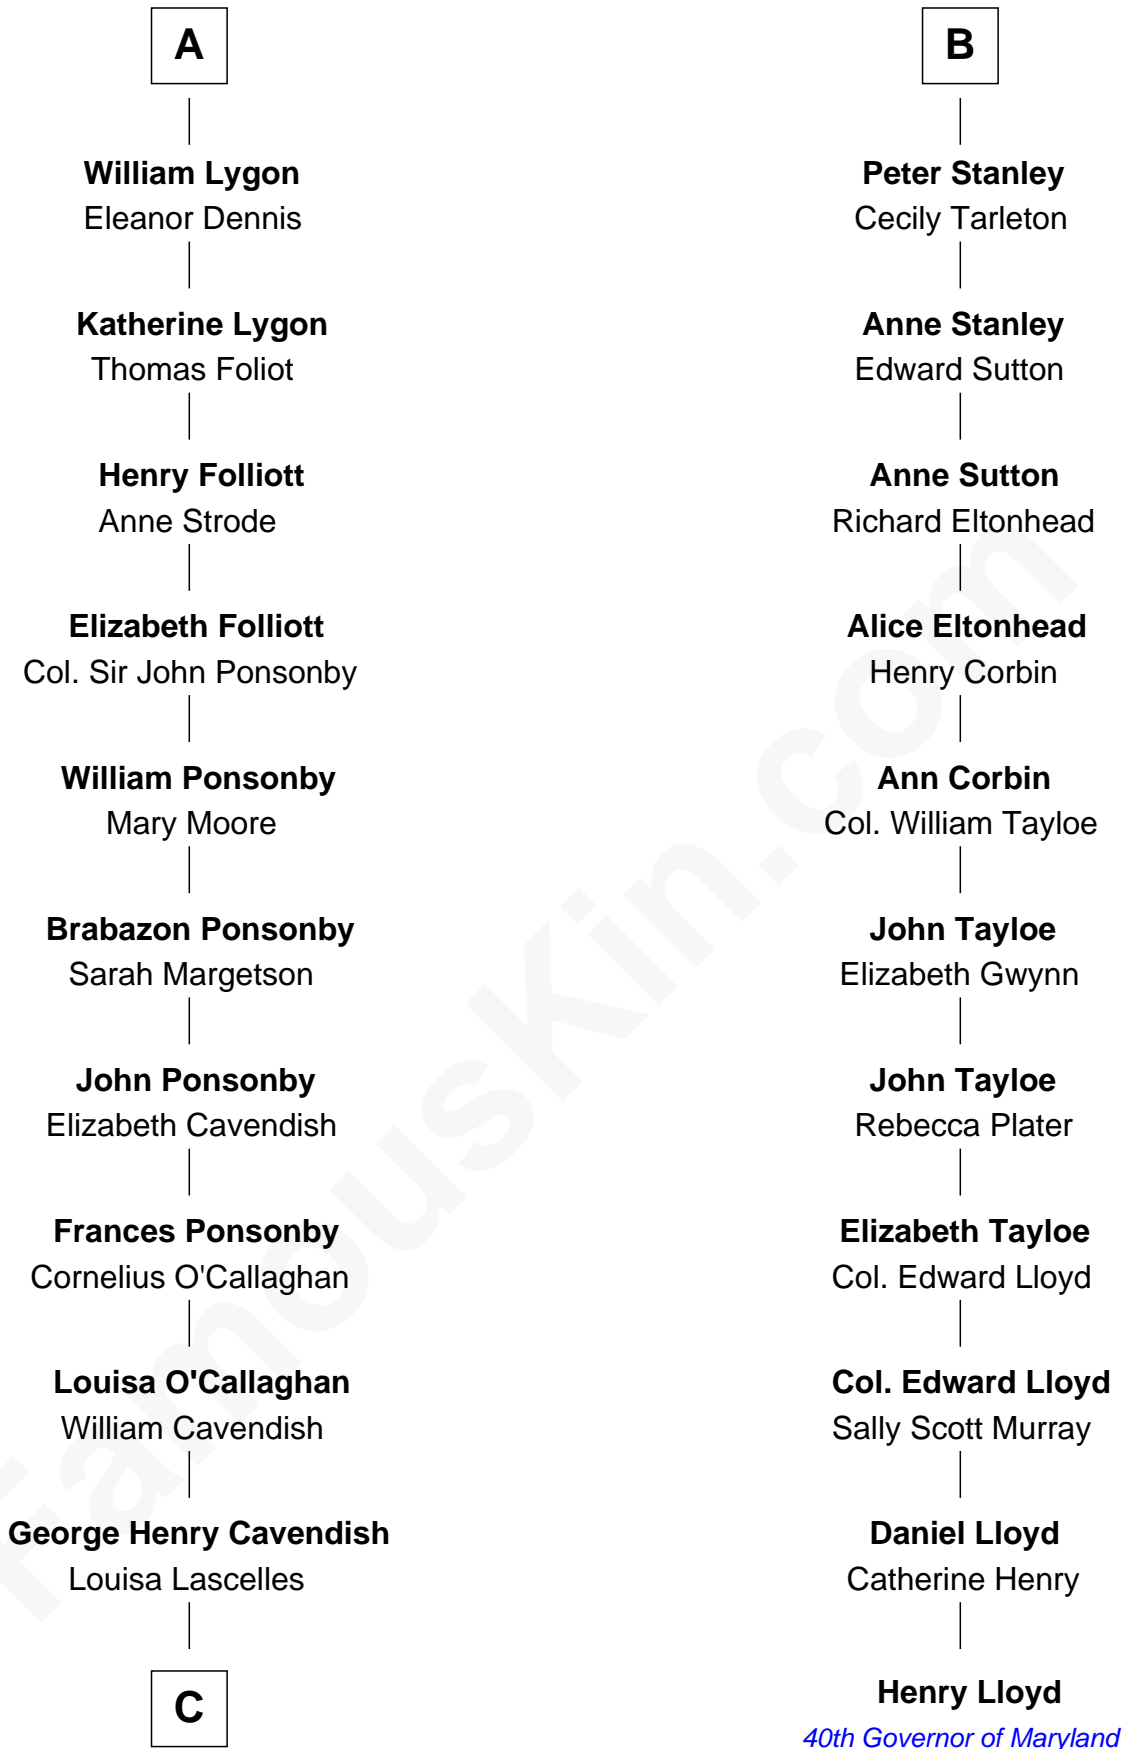 A
William Lygon
Eleanor Dennis
Katherine Lygon
Thomas Foliot
Henry Folliott
Anne Strode
Elizabeth Folliott
Col. Sir John Ponsonby
William Ponsonby
Mary Moore
Brabazon Ponsonby
Sarah Margetson
John Ponsonby
Elizabeth Cavendish
Frances Ponsonby
Cornelius O'Callaghan
Louisa O'Callaghan
William Cavendish
George Henry Cavendish
Louisa Lascelles
C
B
Peter Stanley
Cecily Tarleton
Anne Stanley
Edward Sutton
Anne Sutton
Richard Eltonhead
Alice Eltonhead
Henry Corbin
Ann Corbin
Col. William Tayloe
John Tayloe
Elizabeth Gwynn
John Tayloe
Rebecca Plater
Elizabeth Tayloe
Col. Edward Lloyd
Col. Edward Lloyd
Sally Scott Murray
Daniel Lloyd
Catherine Henry
Henry Lloyd
40th Governor of Maryland
FamousKin.com